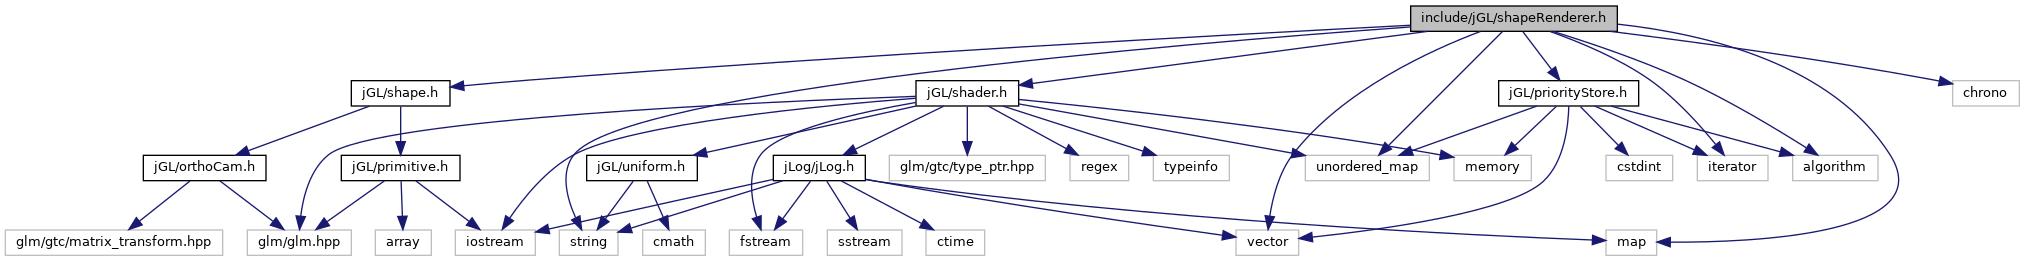 include/jGL/shapeRenderer.h
jGL/shape.h
jGL/shader.h
jGL/priorityStore.h
chrono
jGL/orthoCam.h
jGL/primitive.h
jGL/uniform.h
jLog/jLog.h
glm/gtc/type_ptr.hpp
regex
typeinfo
unordered_map
memory
cstdint
iterator
algorithm
glm/gtc/matrix_transform.hpp
glm/glm.hpp
array
iostream
string
cmath
fstream
sstream
ctime
vector
map